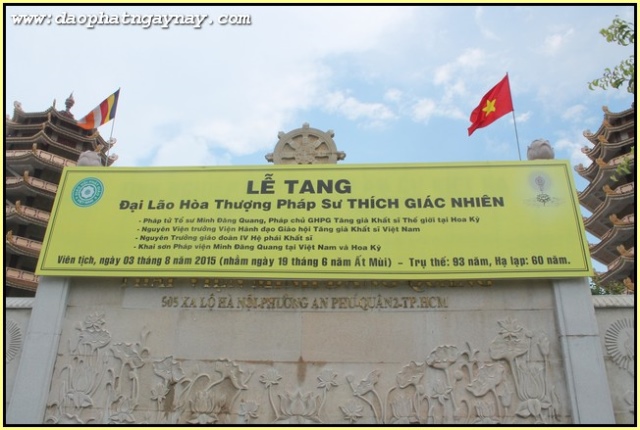 www.daophatngaynay.com
LỄ TANG
Đại Lão Hòa Thượng Pháp Sư THÍCH GIÁC NHIÊN
- Pháp tử Tổ sư Minh Đăng Quang, Pháp chủ GHPG Tăng già Khất sĩ Thế giới tại Hoa Kỳ
- Nguyên Viện trưởng Viện Hành đạo Giáo hội Tăng già Khất sĩ Việt Nam
- Nguyên Trưởng giáo đoàn IV Hệ phái Khất sĩ
- Khai sơn Pháp viện Minh Đăng Quang tại Việt Nam và Hoa Kỳ
Viên tịch, ngày 03 tháng 8 năm 2015 (nhằm ngày 19 tháng 6 năm Ất Mùi) – Trụ thế: 93 năm, Hạ lạp: 60 năm.
505 XA LỘ HÀ NỘI-PHƯỜNG AN PHÚ-QUẬN2-TP.HCM